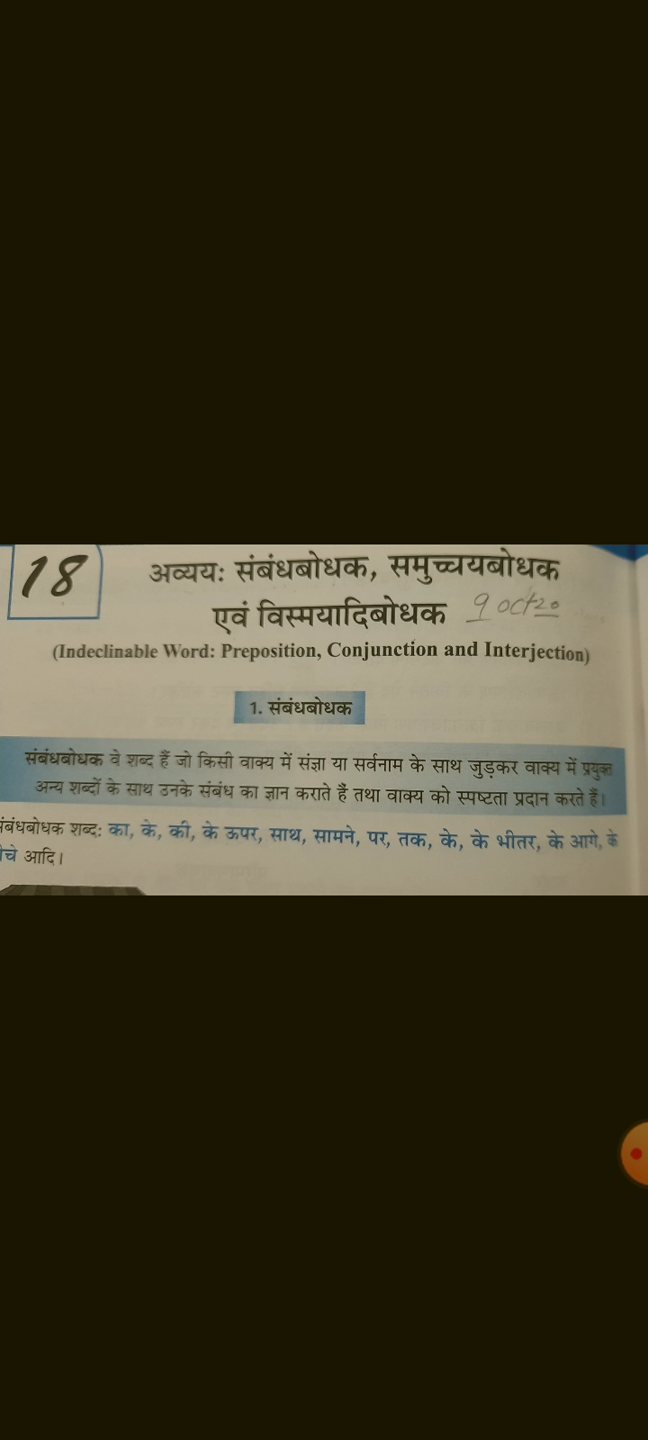 18
अव्ययः संबंधबोधक, समुच्चयबोधक
एवं विस्मयादिबोधक 9 oct 20
(Indeclinable Word: Preposition, Conjunction and Interjection)
1. संबंधबोधक
संबंधबोधक वे शब्द हैं जो किसी वाक्य में संज्ञा या सर्वनाम के साथ जुड़कर वाक्य में प्रयुक्त
अन्य शब्दों के साथ उनके संबंध का ज्ञान कराते हैं तथा वाक्य को स्पष्टता प्रदान करते हैं।
संबंधबोधक शब्द: का, के, की, के ऊपर, साथ, सामने, पर, तक, के, के भीतर, के आगे, के
आदि।